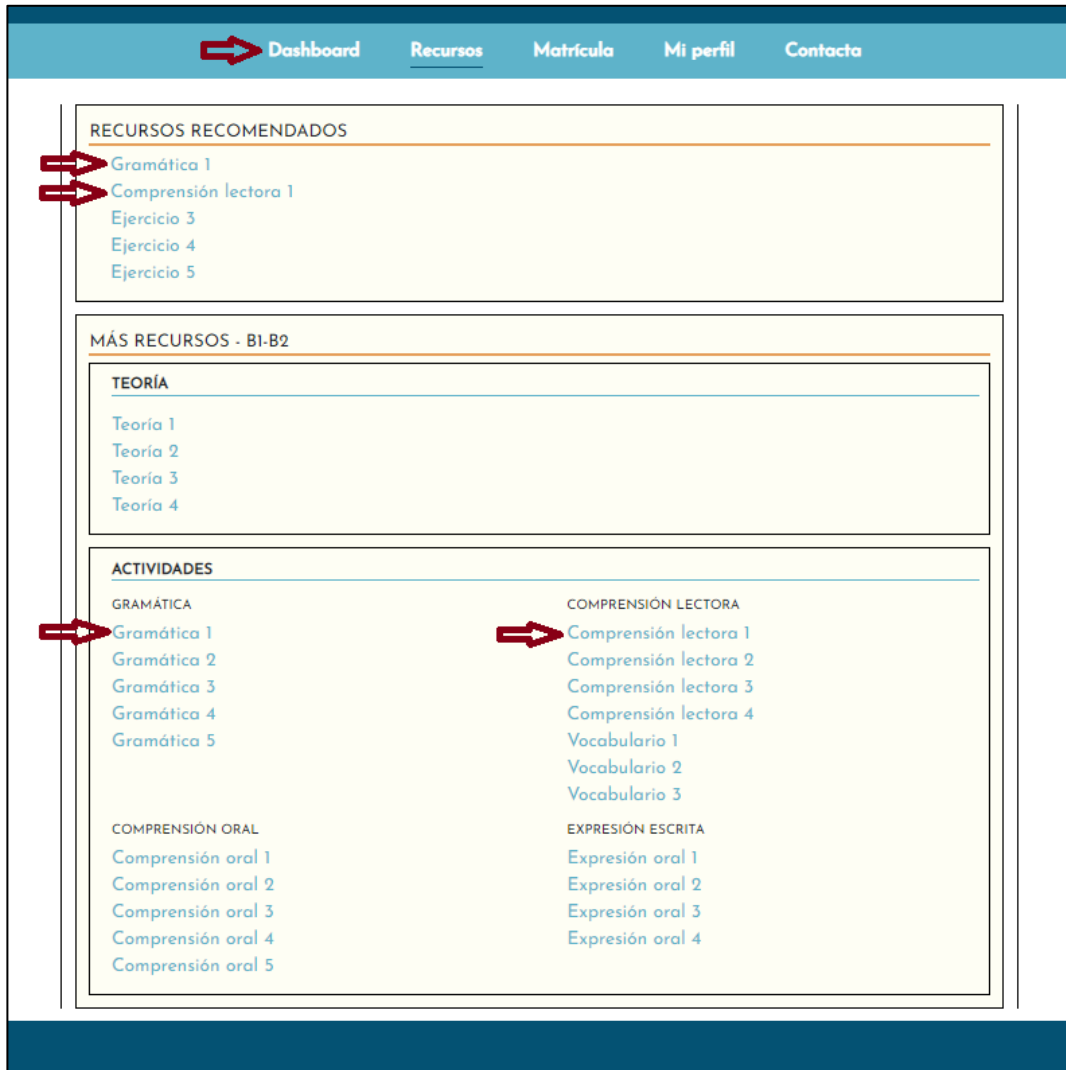 Dashboard Recursos Matrícula Mi perfil Contacta
RECURSOS RECOMENDADOS
Gramática 1
Comprensión lectora 1
Ejercicio 3
Ejercicio 4
Ejercicio 5
MÁS RECURSOS - B1-B2
TEORÍA
Teoría 1
Teoría 2
Teoría 3
Teoría 4
ACTIVIDADES
GRAMÁTICA
Gramática 1
Gramática 2
Gramática 3
Gramática 4
Gramática 5
COMPRENSIÓN LECTORA
Comprensión lectora 1
Comprensión lectora 2
Comprensión lectora 3
Comprensión lectora 4
Vocabulario 1
Vocabulario 2
Vocabulario 3
COMPRENSIÓN ORAL
Comprensión oral 1
Comprensión oral 2
Comprensión oral 3
Comprensión oral 4
Comprensión oral 5
EXPRESIÓN ESCRITA
Expresión oral 1
Expresión oral 2
Expresión oral 3
Expresión oral 4